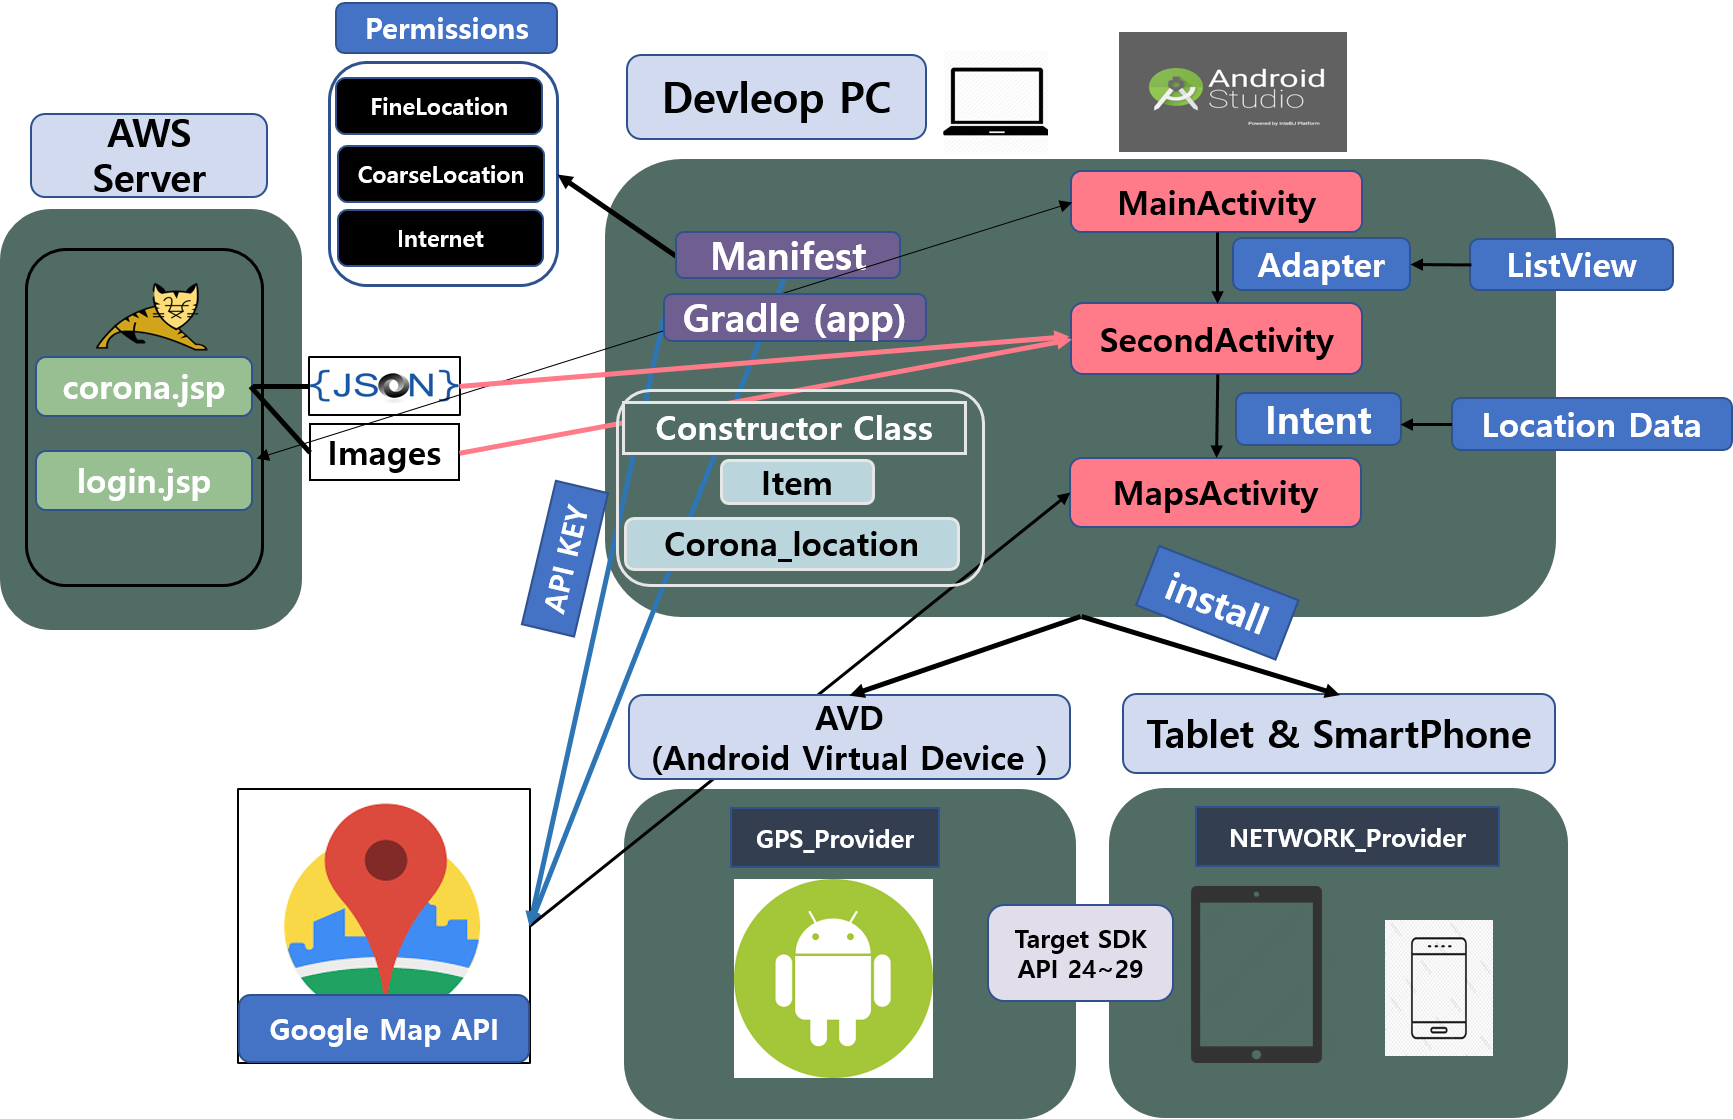 Permissions
FineLocation
CoarseLocation
Internet
AWS
Server
corona.jsp
login.jsp
{JSON}
Images
Devleop PC
Android
Studio
Powered by IntelliJ Platform
Manifest
Gradle (app)
MainActivity
Adapter
ListView
SecondActivity
Intent
Location Data
MapsActivity
Constructor Class
Item
Corona_location
API KEY
install
AVD
(Android Virtual Device )
Tablet & SmartPhone
GPS_Provider
NETWORK_Provider
Target SDK
API 24~29
Google Map API